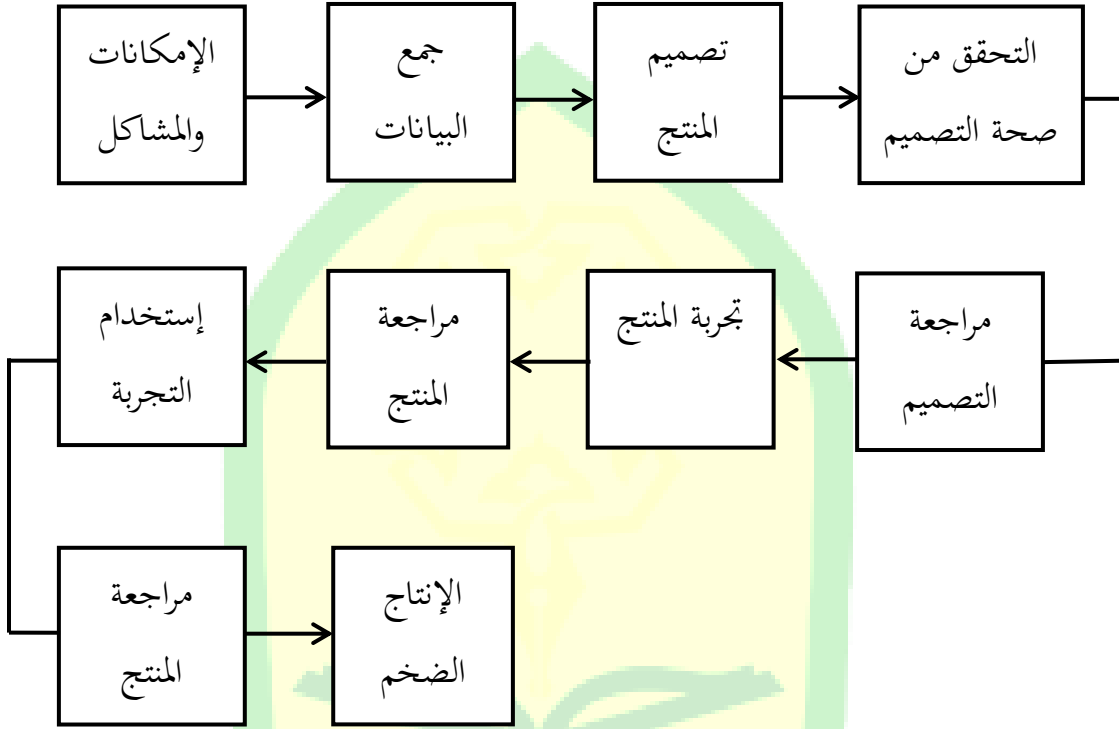 الإمكانات
والمشاكل
جمع
البيانات
تصميم
المنتج
التحقق من
صحة التصميم
مراجعة
التصميم
تجربة المنتج
مراجعة
المنتج
إستخدام
التجربة
مراجعة
المنتج
الإنتاج
الضخم